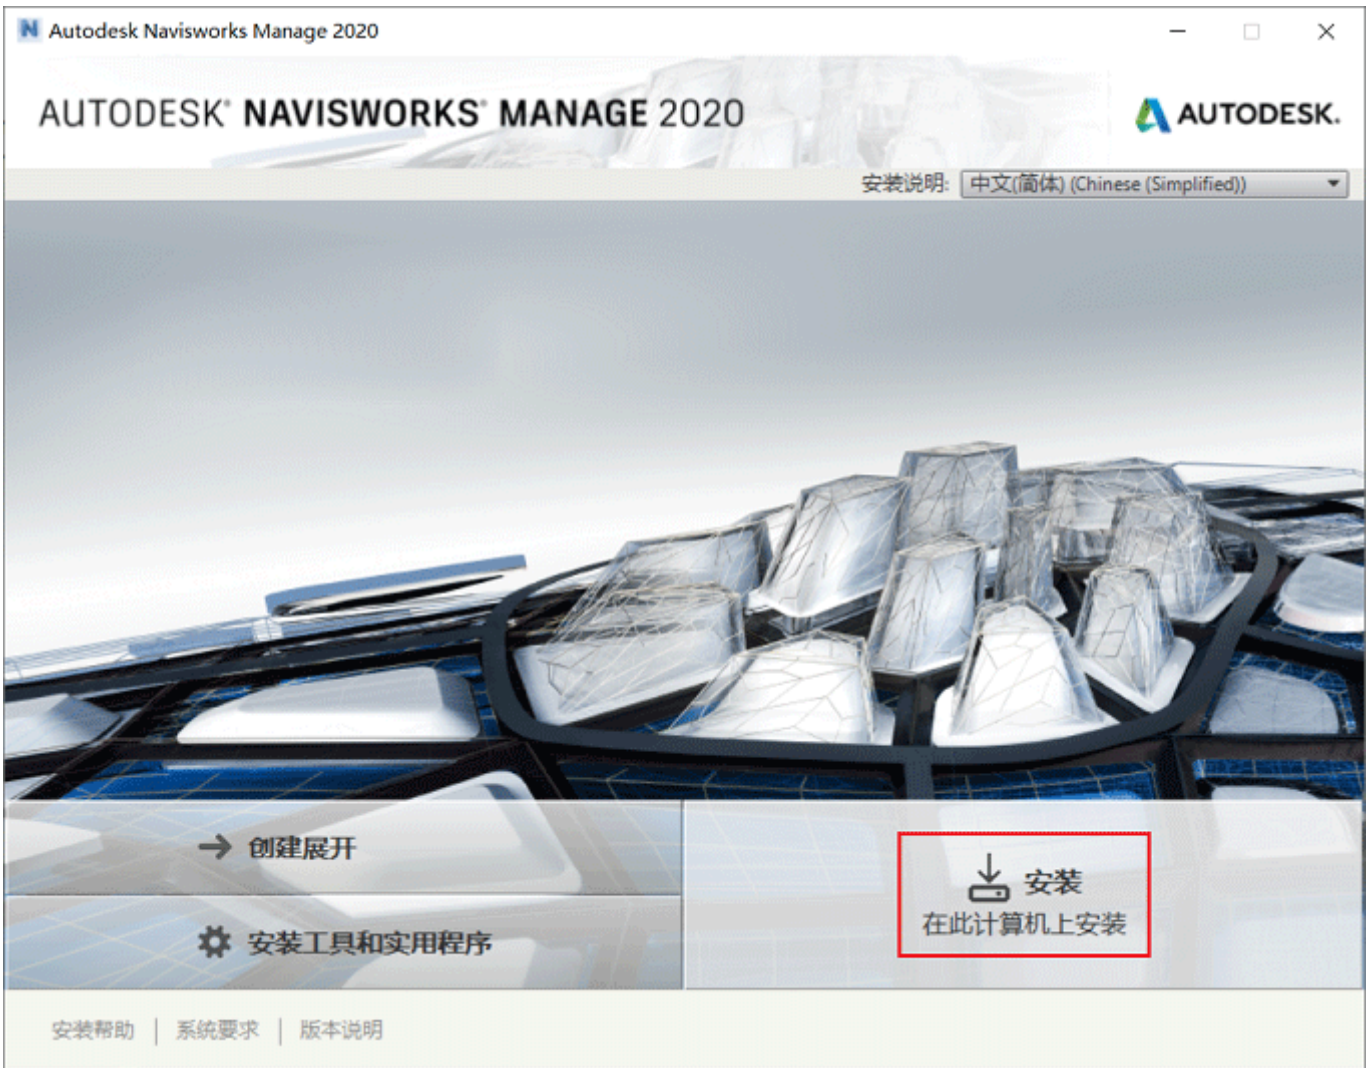 Autodesk Navisworks Manage 2020
AUTODESK® NAVISWORKS® MANAGE 2020
AUTODESK.
安装说明: 中文(简体) (Chinese (Simplified))
创建展开
安装
在此计算机上安装
安装工具和实用程序
安装帮助 | 系统要求 | 版本说明